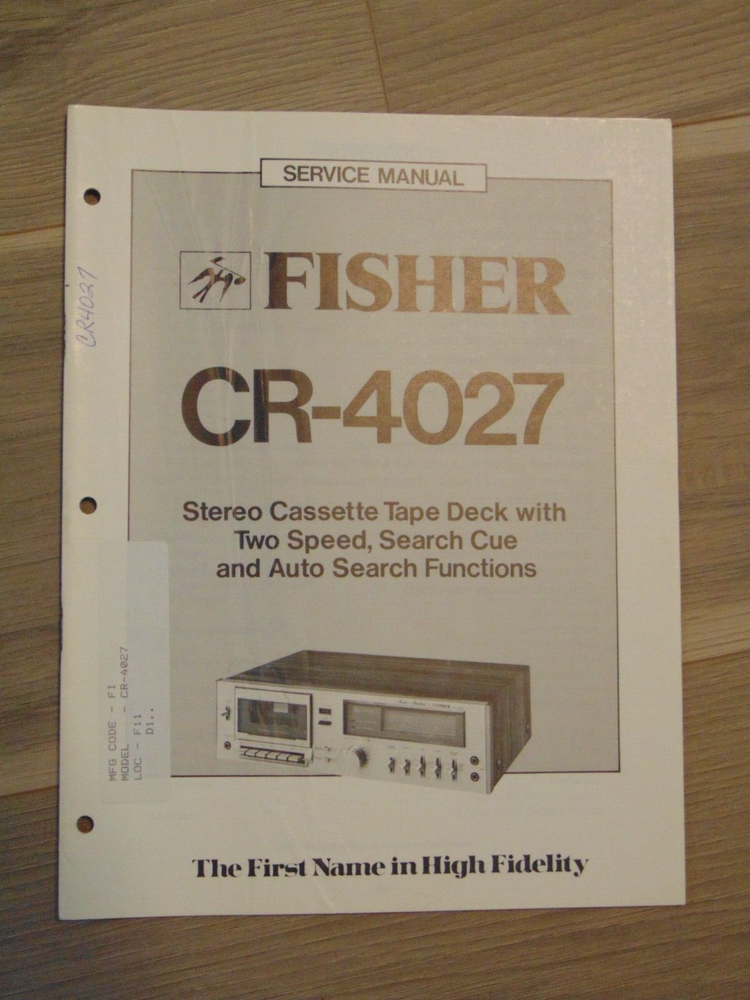 SERVICE MANUAL
FISHER
CR-4027
Stereo Cassette Tape Deck with
Two Speed, Search Cue
and Auto Search Functions
The First Name in High Fidelity
CR4027
MFG CODE - FI
MODEL - CR-4027
LOC - F11
D1..